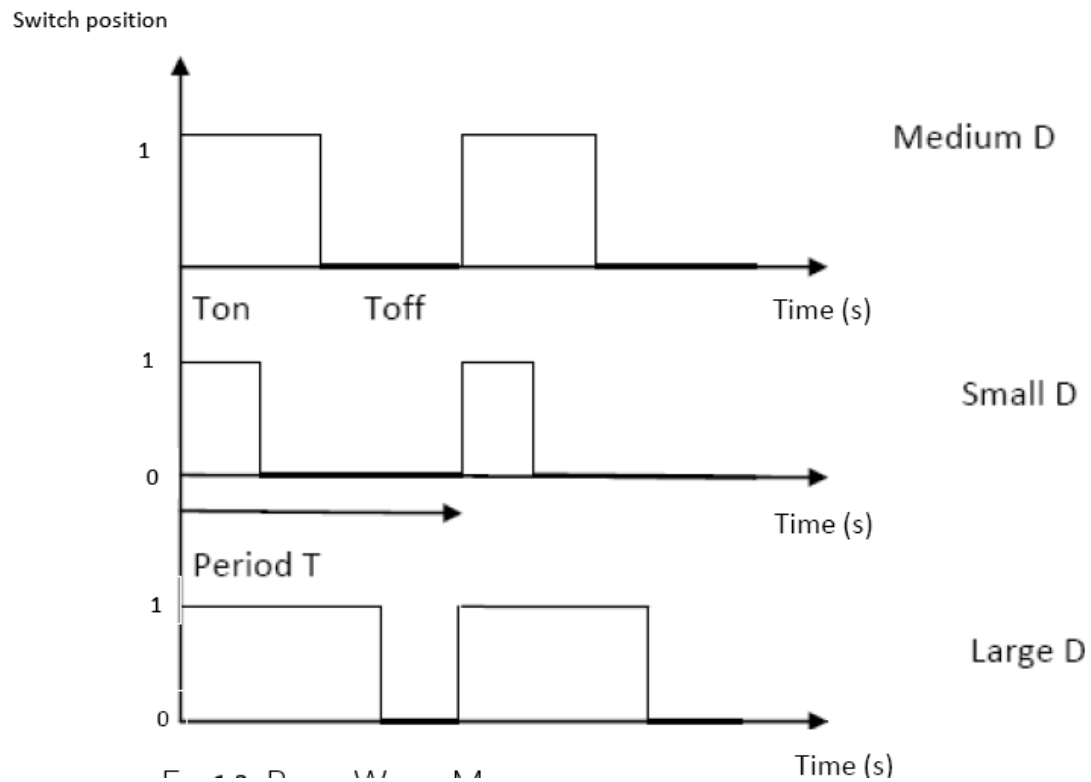 Switch position
1
Medium D
Ton Toff Time (s)
1
Small D
0
Time (s)
Period T
1
Large D
0
Time (s)